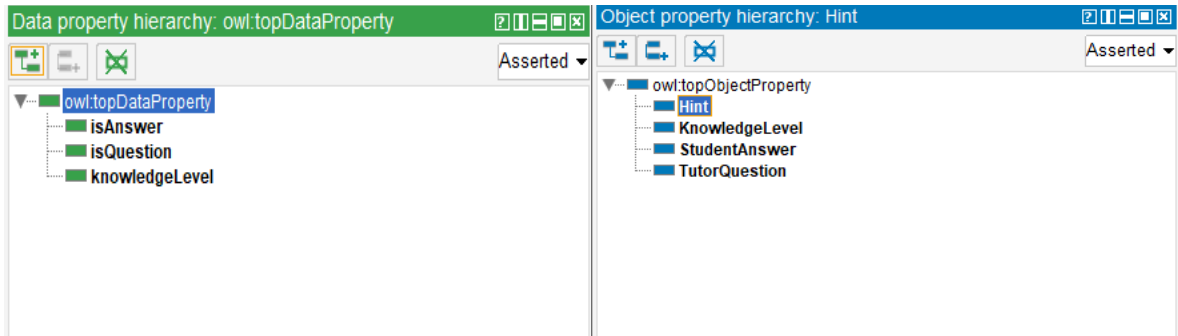 Data property hierarchy: owl:topDataProperty
Asserted
owl:topDataProperty
isAnswer
isQuestion
knowledgeLevel
Object property hierarchy: Hint
Asserted
owl:topObjectProperty
Hint
KnowledgeLevel
StudentAnswer
TutorQuestion